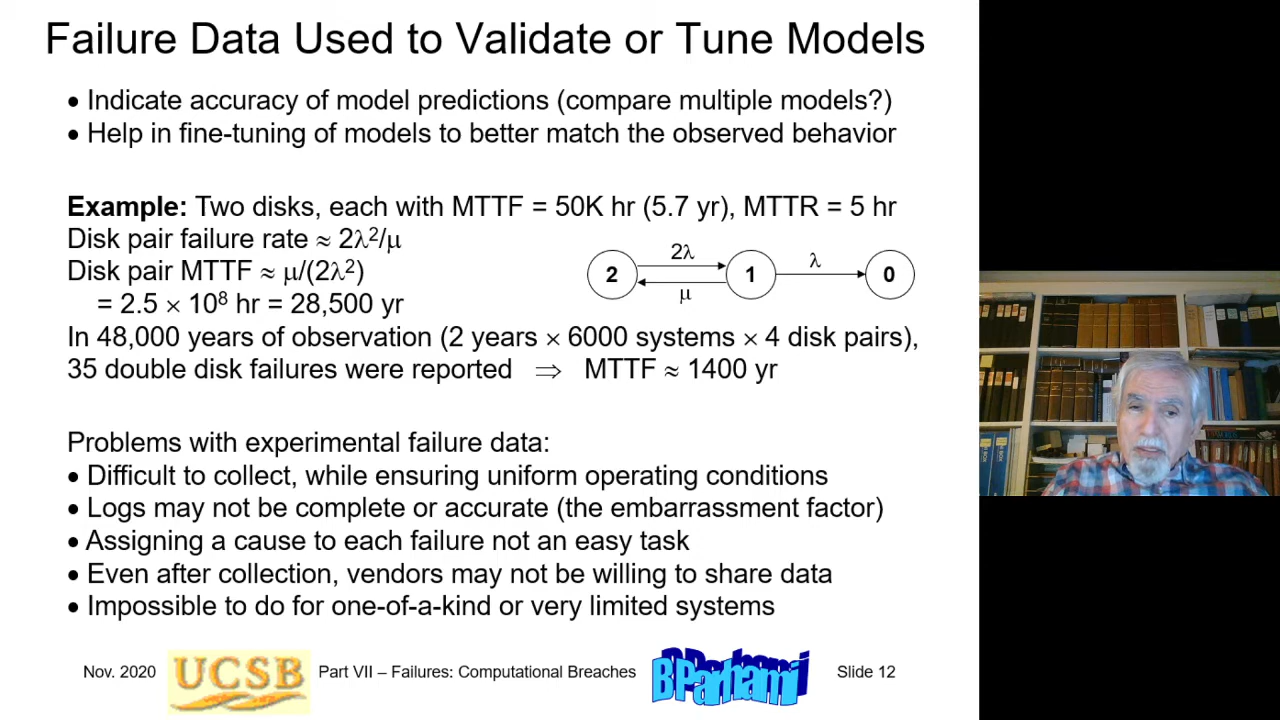 Failure Data Used to Validate or Tune Models
• Indicate accuracy of model predictions (compare multiple models?)
• Help in fine-tuning of models to better match the observed behavior
Example: Two disks, each with MTTF = 50K hr (5.7 yr), MTTR = 5 hr
Disk pair failure rate ≈ 2λ²/μ
Disk pair MTTF ≈ μ/(2λ²)
= 2.5 × 10⁸ hr = 28,500 yr
2 2λ μ 1 λ 0
In 48,000 years of observation (2 years × 6000 systems × 4 disk pairs),
35 double disk failures were reported ⇒ MTTF ≈ 1400 yr
Problems with experimental failure data:
• Difficult to collect, while ensuring uniform operating conditions
• Logs may not be complete or accurate (the embarrassment factor)
• Assigning a cause to each failure not an easy task
• Even after collection, vendors may not be willing to share data
• Impossible to do for one-of-a-kind or very limited systems
Nov. 2020 UCSB Part VII – Failures: Computational Breaches B Parhami Slide 12